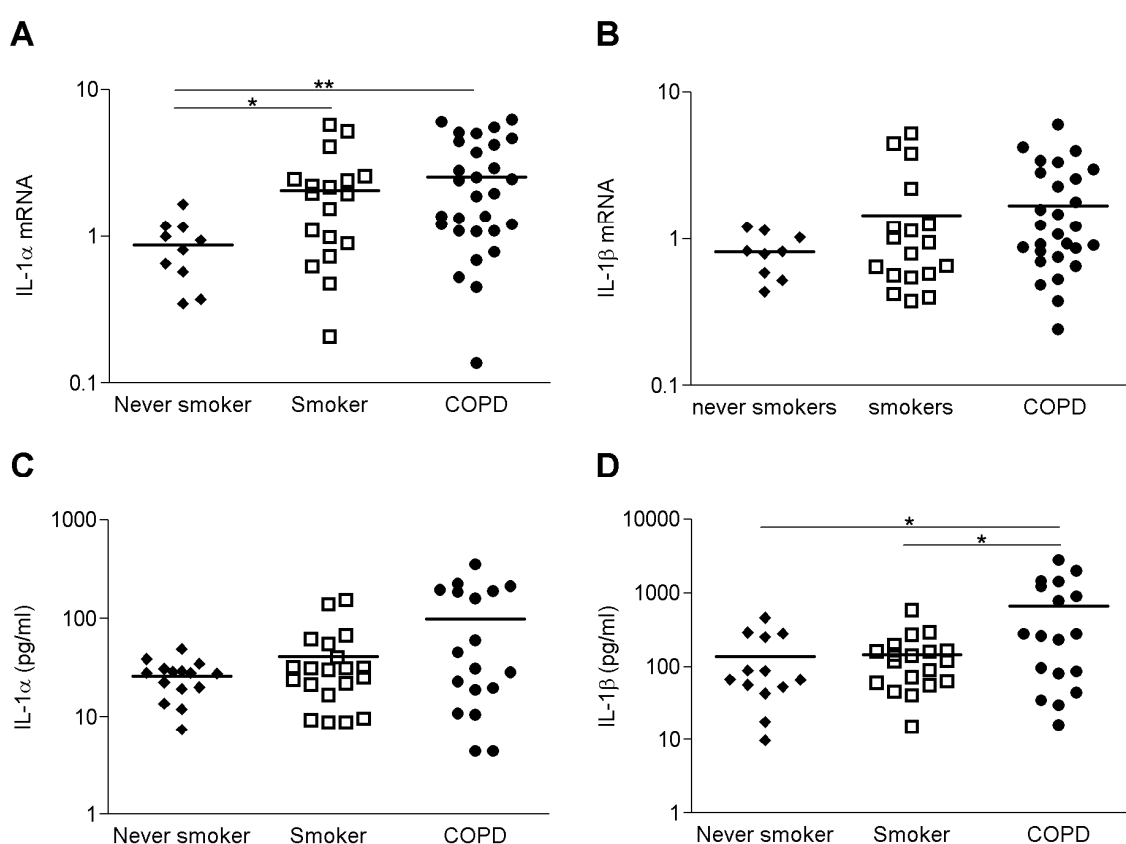 A
10
1
0.1
IL-1α mRNA
**
*
Never smoker
Smoker
COPD
B
10
1
0.1
IL-1β mRNA
never smokers
smokers
COPD
C
1000
100
10
1
IL-1α (pg/ml)
Never smoker
Smoker
COPD
D
10000
1000
100
10
1
IL-1β (pg/ml)
*
*
Never smoker
Smoker
COPD